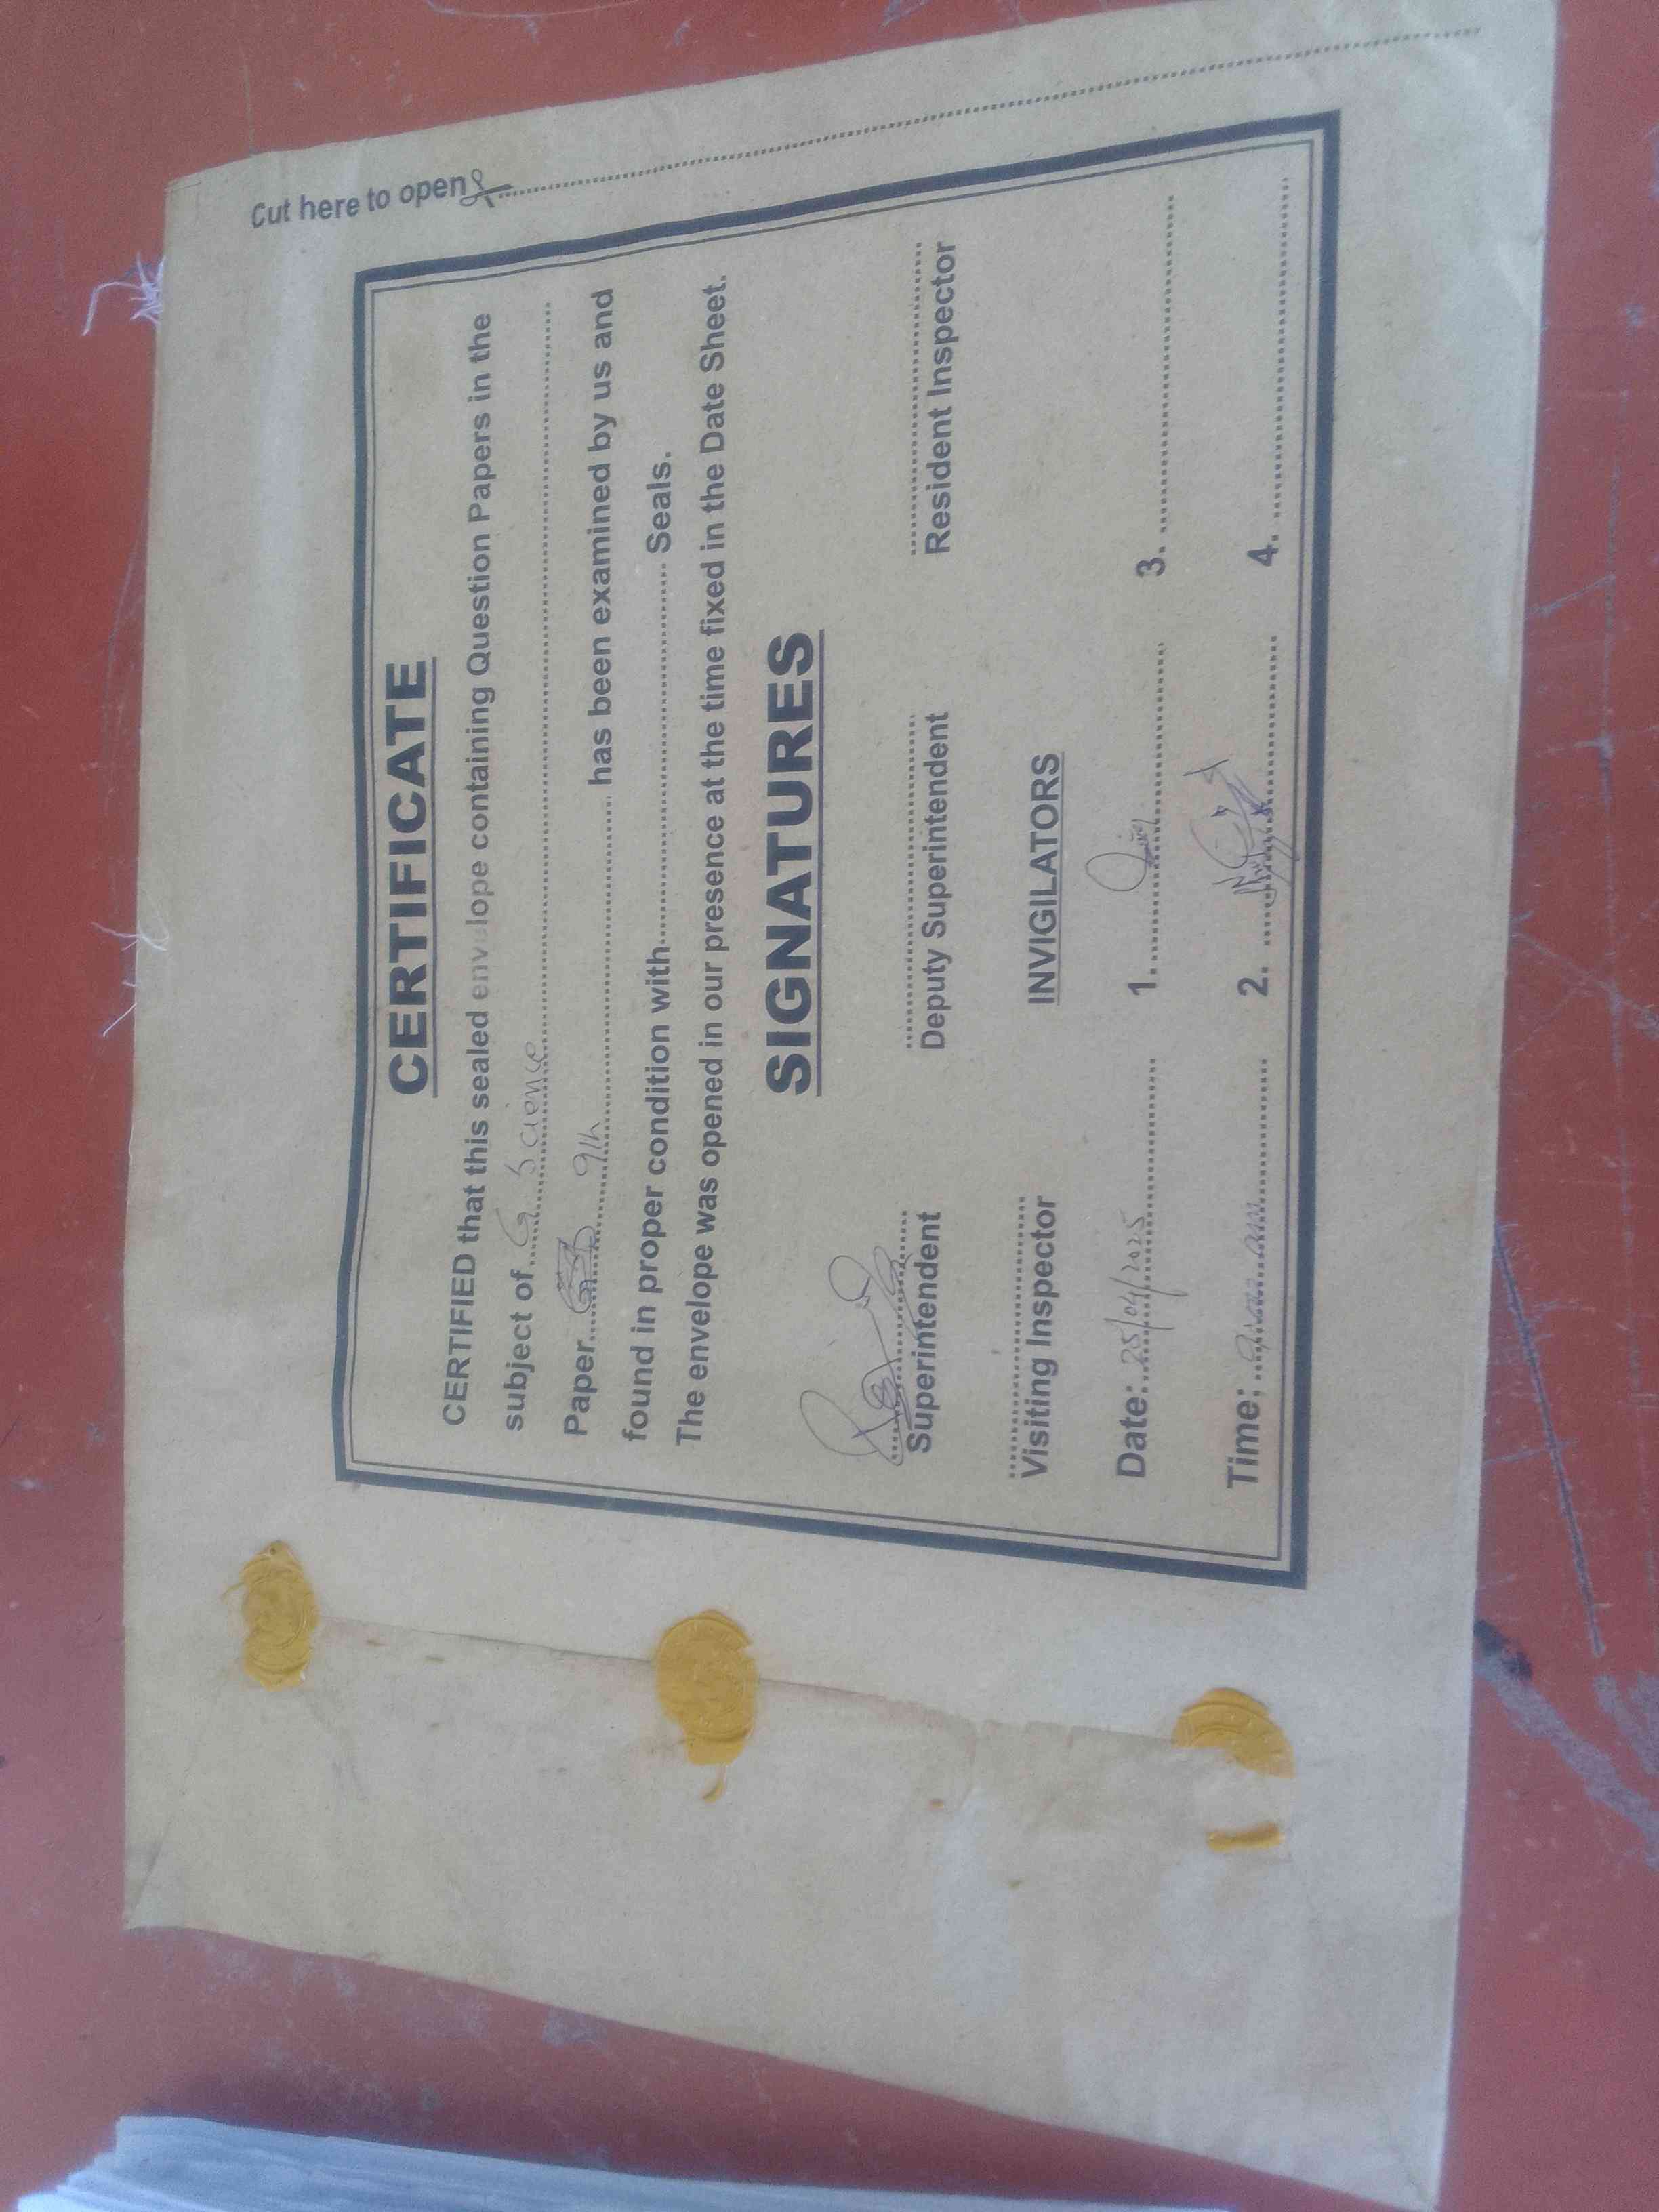 Cut here to open
CERTIFICATE
CERTIFIED that this sealed envelope containing Question Papers in the
subject of G Science
Paper 9th has been examined by us and
found in proper condition with Seals.
The envelope was opened in our presence at the time fixed in the Date Sheet.
SIGNATURES
Superintendent Deputy Superintendent Resident Inspector
Visiting Inspector INVIGILATORS
Date: 25/04/2025 1. 3.
Time: 2. 4.